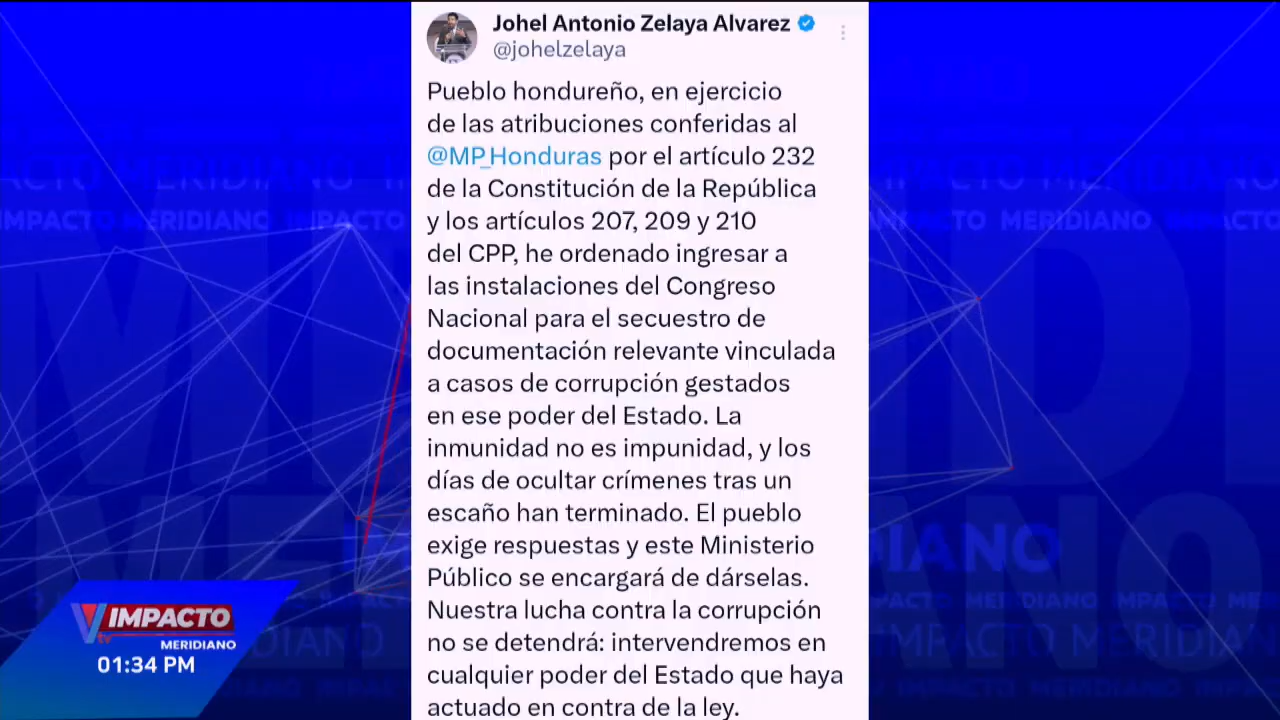 Johel Antonio Zelaya Alvarez
@johelzelaya
Pueblo hondureño, en ejercicio
de las atribuciones conferidas al
@MP_Honduras por el artículo 232
de la Constitución de la República
y los artículos 207, 209 y 210
del CPP, he ordenado ingresar a
las instalaciones del Congreso
Nacional para el secuestro de
documentación relevante vinculada
a casos de corrupción gestados
en ese poder del Estado. La
inmunidad no es impunidad, y los
días de ocultar crímenes tras un
escaño han terminado. El pueblo
exige respuestas y este Ministerio
Público se encargará de dárselas.
Nuestra lucha contra la corrupción
no se detendrá: intervendremos en
cualquier poder del Estado que haya
actuado en contra de la ley.
Vtv IMPACTO
MERIDIANO
01:34 PM
IMPACTO MERIDIANO IMPACTO
MERIDIANO